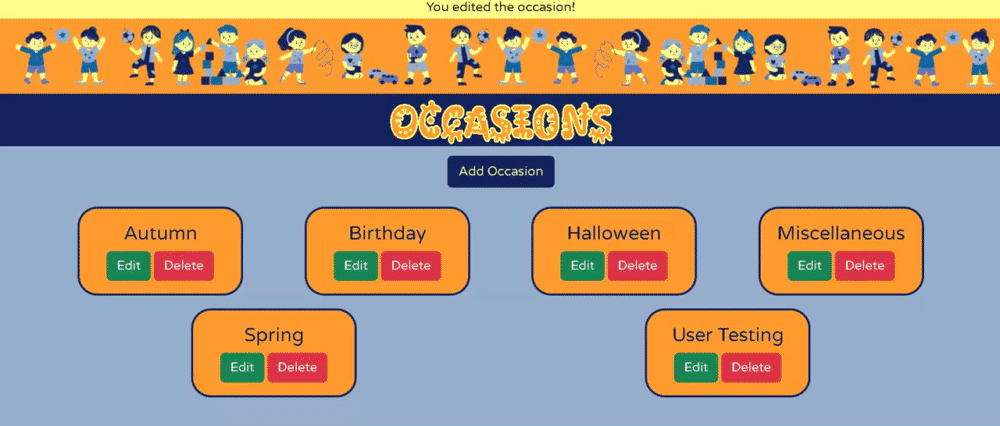 You edited the occasion!
OCCASIONS
Add Occasion
Autumn Birthday Halloween Miscellaneous
Edit Delete Edit Delete Edit Delete Edit Delete
Spring User Testing
Edit Delete Edit Delete